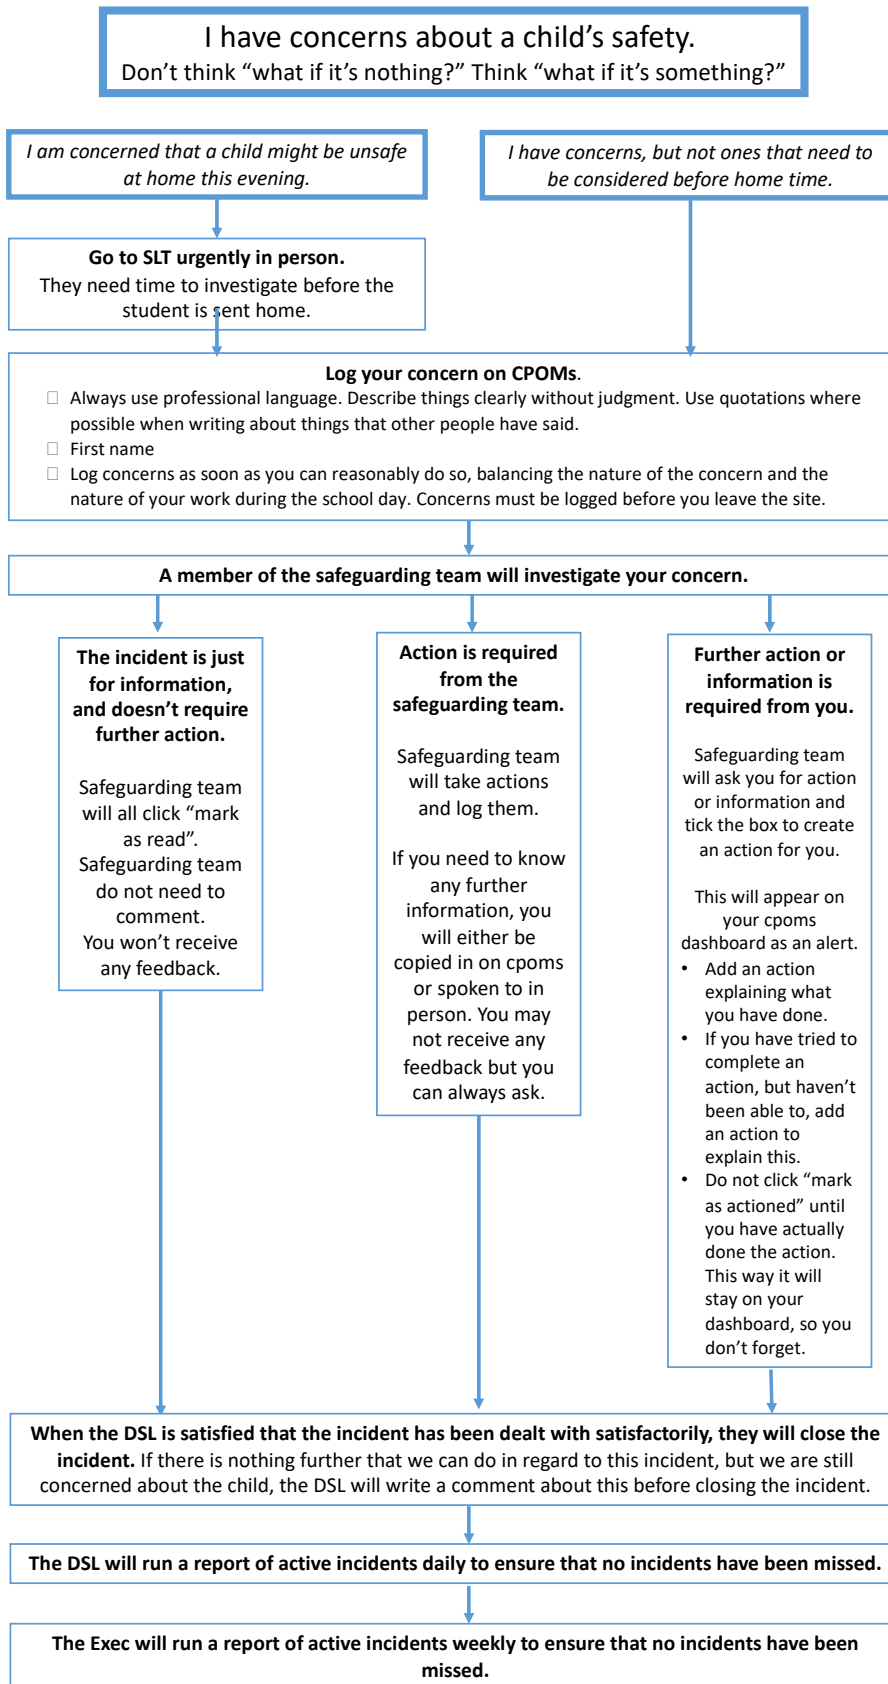 I have concerns about a child’s safety.
Don’t think “what if it’s nothing?” Think “what if it’s something?”
I am concerned that a child might be unsafe
at home this evening.
I have concerns, but not ones that need to
be considered before home time.
Go to SLT urgently in person.
They need time to investigate before the
student is sent home.
Log your concern on CPOMs.
Always use professional language. Describe things clearly without judgment. Use quotations where
possible when writing about things that other people have said.
First name
Log concerns as soon as you can reasonably do so, balancing the nature of the concern and the
nature of your work during the school day. Concerns must be logged before you leave the site.
A member of the safeguarding team will investigate your concern.
The incident is just
for information,
and doesn’t require
further action.
Safeguarding team
will all click “mark
as read”.
Safeguarding team
do not need to
comment.
You won’t receive
any feedback.
Action is required
from the
safeguarding team.
Safeguarding team
will take actions
and log them.
If you need to know
any further
information, you
will either be
copied in on cpoms
or spoken to in
person. You may
not receive any
feedback but you
can always ask.
Further action or
information is
required from you.
Safeguarding team
will ask you for action
or information and
tick the box to create
an action for you.
This will appear on
your cpoms
dashboard as an alert.
• Add an action
explaining what
you have done.
• If you have tried to
complete an
action, but haven’t
been able to, add
an action to
explain this.
• Do not click “mark
as actioned” until
you have actually
done the action.
This way it will
stay on your
dashboard, so you
don’t forget.
When the DSL is satisfied that the incident has been dealt with satisfactorily, they will close the
incident. If there is nothing further that we can do in regard to this incident, but we are still
concerned about the child, the DSL will write a comment about this before closing the incident.
The DSL will run a report of active incidents daily to ensure that no incidents have been missed.
The Exec will run a report of active incidents weekly to ensure that no incidents have been
missed.